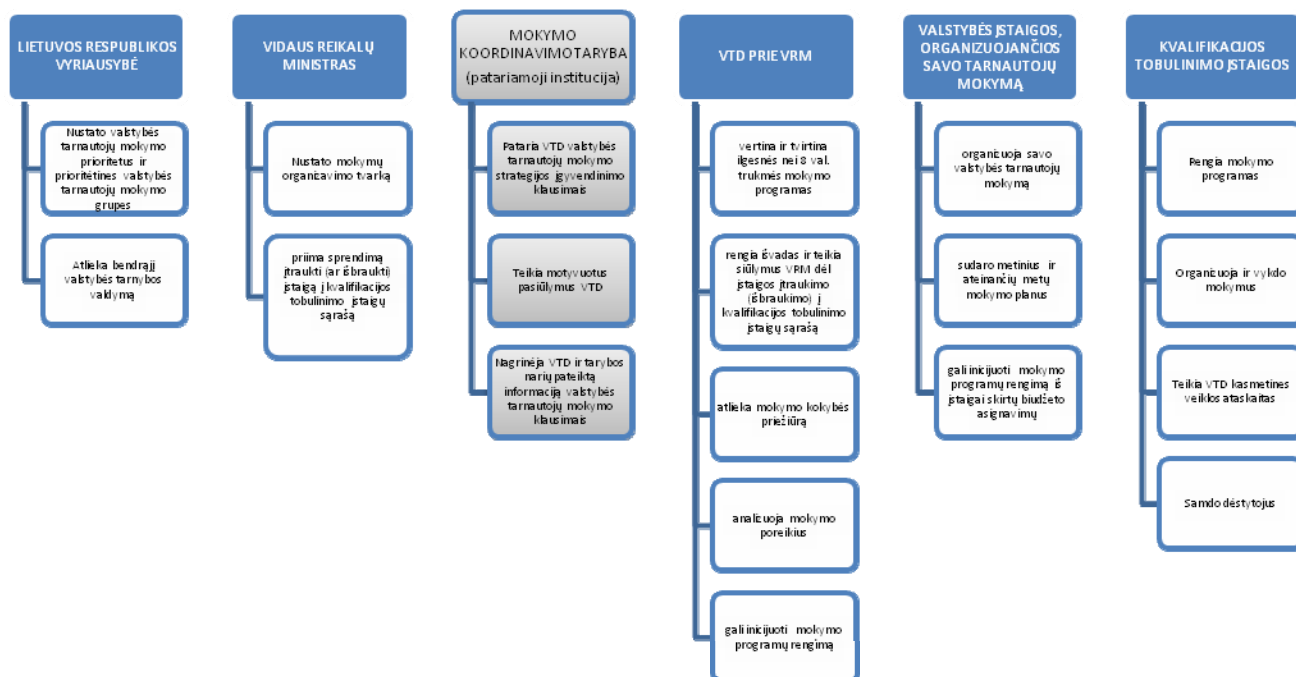 LIETUVOS RESPUBLIKOS
VYRIAUSYBĖ
Nustato valstybės
tarnautojų mokymo
prioritetus ir
prioritėtines valstybės
tarnautojų mokymo
grupes
Atlieka bendrąjį
valstybės tarnybos
valdymą
VIDAUS REIKALŲ
MINISTRAS
Nustato mokymų
organizavimo tvarką
priima sprendimą
įtraukti (ar išbraukti)
įstaigą į kvalifikacijos
tobulinimo įstaigų
sąrašą
MOKYMO
KOORDINAVIMO TARYBA
(patariamoji institucija)
Pataria VTD valstybės
tarnautojų mokymo
strategijos įgyvendinimo
klausimais
Teikia motyvuotus
pasiūlymus VTD
Nagrinėja VTD ir tarybos
narių pateiktą
informaciją valstybės
tarnautojų mokymo
klausimais
VTD PRIE VRM
vertina ir tvirtina
ilgesnės nei 8 val.
trukmės mokymo
programas
rengia išvadas ir teikia
siūlymus VRM dėl
įstaigos įtraukimo
(išbraukimo) į
kvalifikacijos tobulinimo
įstaigų sąrašą
atlieka mokymo kokybės
priežiūrą
analizuoja mokymo
poreikius
gali inicijuoti mokymo
programų rengimą
VALSTYBĖS ĮSTAIGOS,
ORGANIZUOJANČIOS
SAVO TARNAUTOJŲ
MOKYMĄ
organizuoja savo
valstybės tarnautojų
mokymą
sudaro metinius ir
ateinančių metų
mokymo planus
gali inicijuoti mokymo
programų rengimą iš
įstaigai skirtų biudžeto
asignavimų
KVALIFIKACIJOS
TOBULINIMO ĮSTAIGOS
Rengia mokymo
programas
Organizuoja ir vykdo
mokymus
Teikia VTD kasmetines
veiklos ataskaitas
Samdo dėstytojus